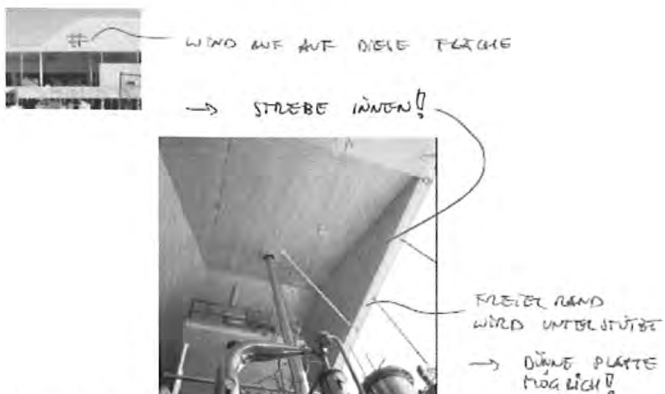 WIND AUF AUF DIESE FLÄCHE
→ STREBE INNEN!
FREIER RAND
WIRD UNTERSTÜTZT
→ DÜNNE PLATTE
MÖGLICH!